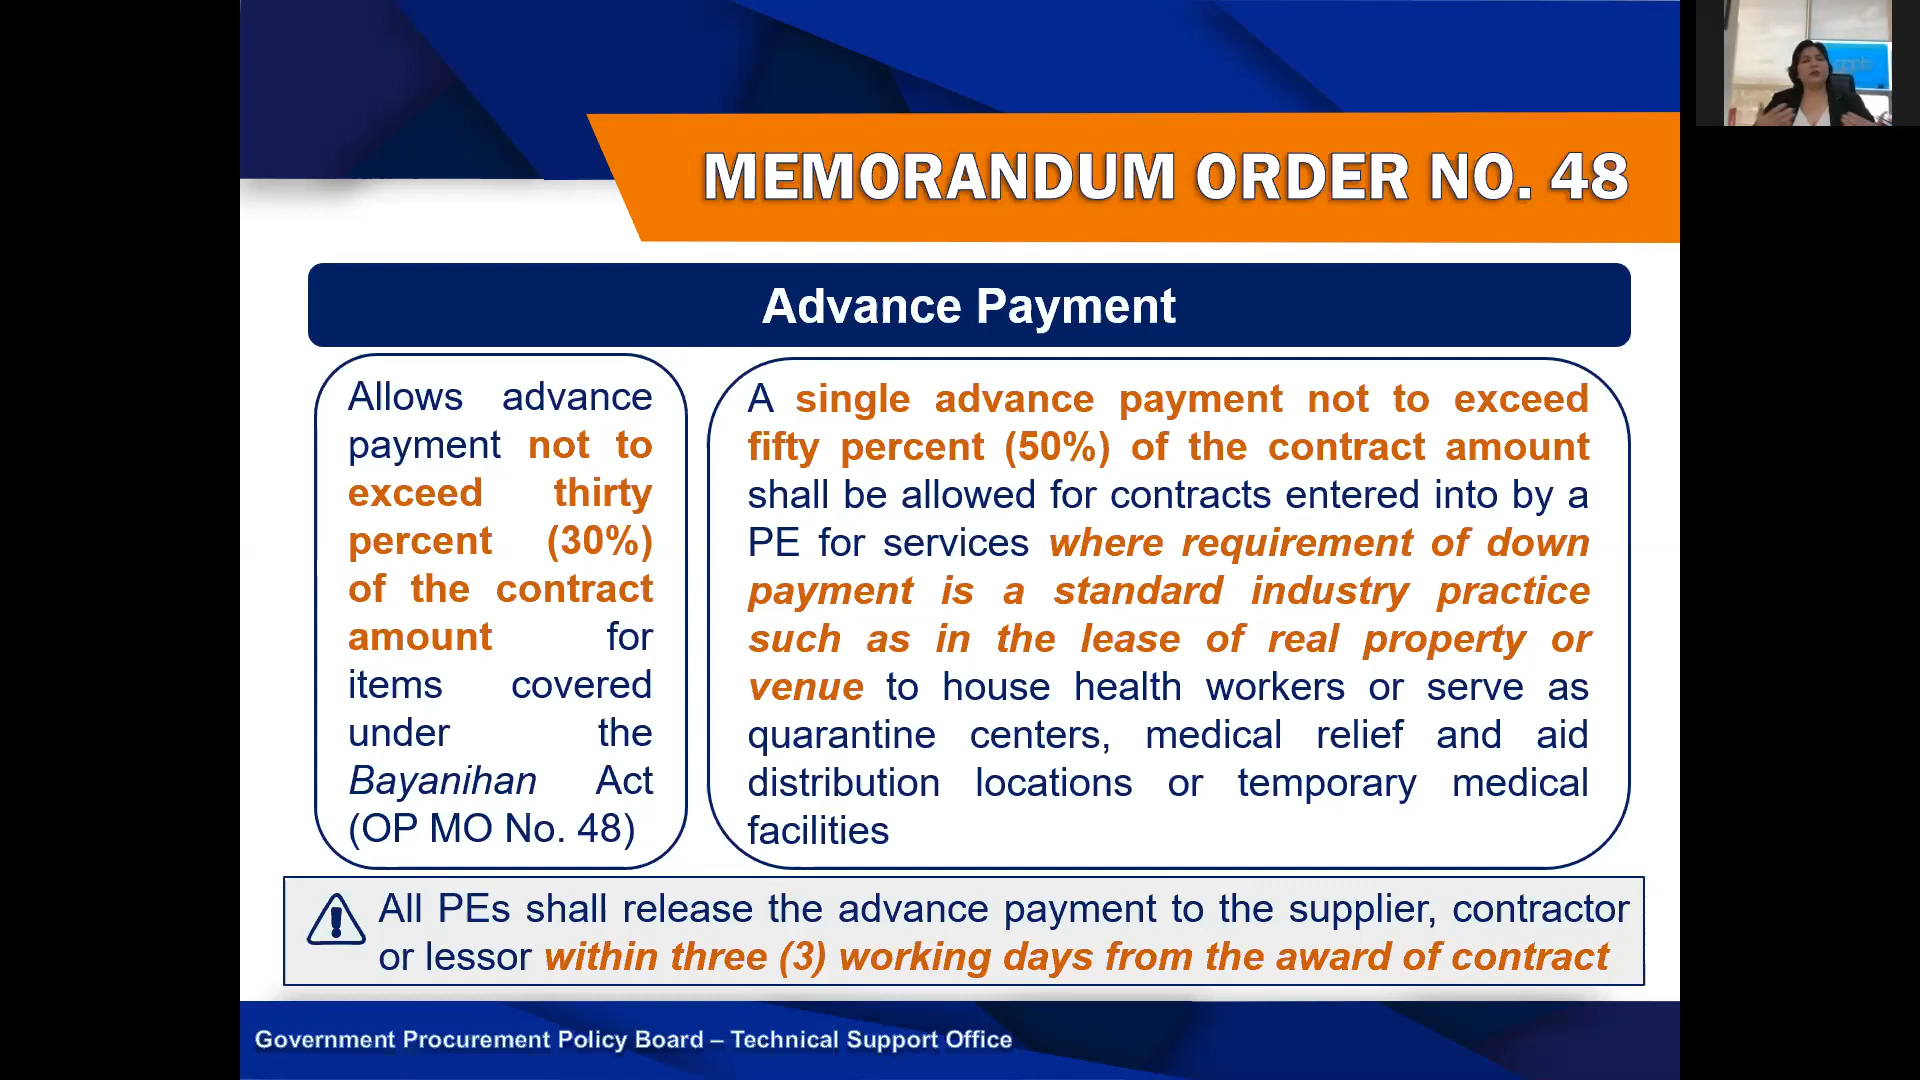 MEMORANDUM ORDER NO. 48
Advance Payment
Allows advance
payment not to
exceed thirty
percent (30%)
of the contract
amount for
items covered
under the
Bayanihan Act
(OP MO No. 48)
A single advance payment not to exceed
fifty percent (50%) of the contract amount
shall be allowed for contracts entered into by a
PE for services where requirement of down
payment is a standard industry practice
such as in the lease of real property or
venue to house health workers or serve as
quarantine centers, medical relief and aid
distribution locations or temporary medical
facilities
All PEs shall release the advance payment to the supplier, contractor
or lessor within three (3) working days from the award of contract
Government Procurement Policy Board – Technical Support Office